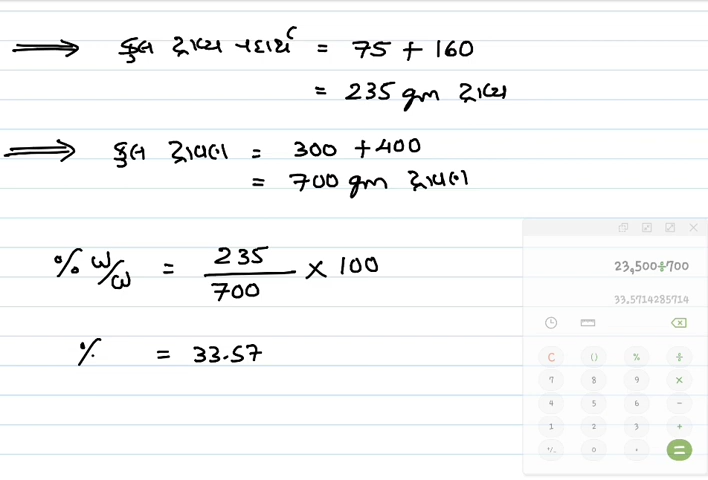 ⟹ કુલ દ્રાવ્ય પદાર્થ = 75 + 160
= 235 gm દ્રાવ્ય
⟹ કુલ દ્રાવણ = 300 + 400
= 700 gm દ્રાવણ
% W/W = 235/700 × 100
% = 33.57
23,500÷700
33.5714285714
C () % ÷
7 8 9 ×
4 5 6 −
1 2 3 +
+/− 0 . =